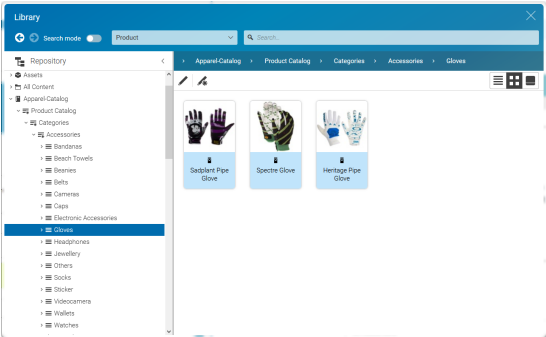 Library
Search mode
Product
Search...
Repository
> Apparel-Catalog > Product Catalog > Categories > Accessories > Gloves
Assets
All Content
Apparel-Catalog
Product Catalog
Categories
Accessories
Bandanas
Beach Towels
Beanies
Belts
Cameras
Caps
Electronic Accessories
Gloves
Headphones
Jewellery
Others
Socks
Sticker
Videocamera
Wallets
Watches
Sadplant Pipe
Glove
Spectre Glove
Heritage Pipe
Glove